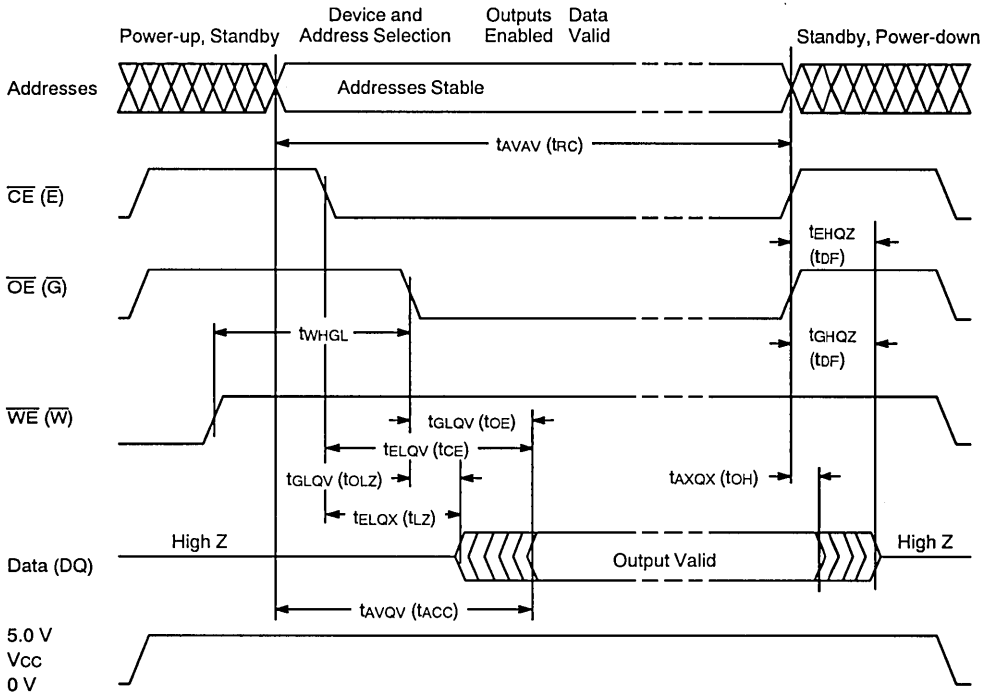 Power-up, Standby
Device and
Address Selection
Outputs
Enabled
Data
Valid
Standby, Power-down
Addresses
Addresses Stable
tAVAV (tRC)
CE (E)
tEHQZ
(tDF)
OE (G)
tWHGL
tGHQZ
(tDF)
WE (W)
tGLQV (tOE)
tELQV (tCE)
tGLQV (tOLZ)
tAXQX (tOH)
tELQX (tLZ)
High Z
Output Valid
High Z
Data (DQ)
tAVQV (tACC)
5.0 V
VCC
0 V